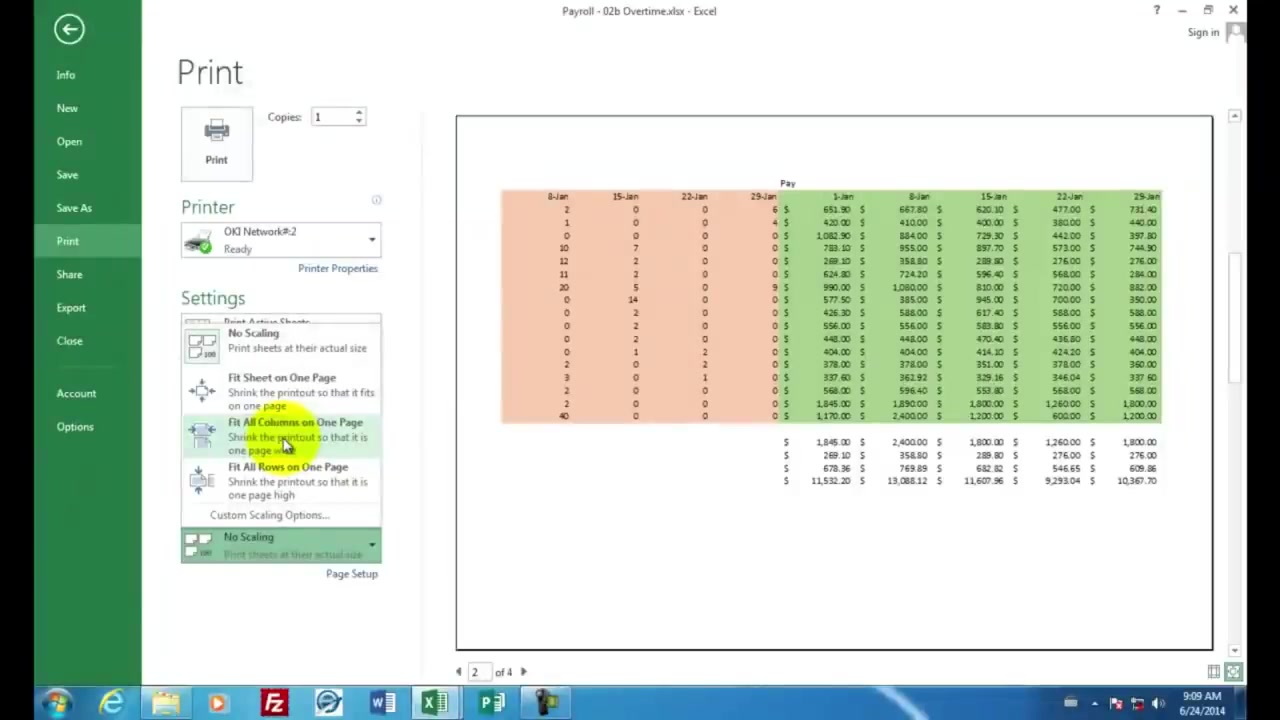 Payroll - 02b Overtime.xlsx - Excel
?
Sign in
Info
New
Open
Save
Save As
Print
Share
Export
Close
Account
Options
Print
Print
Copies: 1
Printer
OKI Network#:2
Ready
Printer Properties
Settings
Print Active Sheets
No Scaling
Print sheets at their actual size
Fit Sheet on One Page
Shrink the printout so that it fits
on one page
Fit All Columns on One Page
Shrink the printout so that it is
one page
Fit All Rows on One Page
Shrink the printout so that it is
one page high
Custom Scaling Options...
No Scaling
Print sheets at their actual size
Page Setup
Pay
8-Jan 15-Jan 22-Jan 29-Jan 1-Jan 8-Jan 15-Jan 22-Jan 29-Jan
2 0 0 6 $ 651.90 $ 667.80 $ 620.10 $ 477.00 $ 731.40
1 0 0 4 $ 420.00 $ 410.00 $ 400.00 $ 380.00 $ 440.00
0 0 0 0 $ 1,082.90 $ 884.00 $ 729.30 $ 442.00 $ 397.80
10 7 0 0 $ 783.10 $ 955.00 $ 897.70 $ 573.00 $ 744.90
12 2 0 0 $ 269.10 $ 358.80 $ 289.80 $ 276.00 $ 276.00
11 2 0 0 $ 624.80 $ 724.20 $ 596.40 $ 568.00 $ 284.00
20 5 0 9 $ 990.00 $ 1,080.00 $ 810.00 $ 720.00 $ 882.00
0 14 0 0 $ 577.50 $ 385.00 $ 945.00 $ 700.00 $ 350.00
0 2 0 0 $ 426.30 $ 588.00 $ 617.40 $ 588.00 $ 588.00
0 2 0 0 $ 556.00 $ 556.00 $ 583.80 $ 556.00 $ 556.00
0 2 0 0 $ 448.00 $ 448.00 $ 470.40 $ 436.80 $ 448.00
0 1 2 0 $ 404.00 $ 404.00 $ 414.10 $ 424.20 $ 404.00
2 0 2 0 $ 378.00 $ 378.00 $ 351.00 $ 378.00 $ 360.00
3 0 1 0 $ 337.60 $ 362.92 $ 329.16 $ 346.04 $ 337.60
2 0 0 0 $ 568.00 $ 596.40 $ 553.80 $ 568.00 $ 568.00
2 0 0 0 $ 1,845.00 $ 1,890.00 $ 1,800.00 $ 1,260.00 $ 1,800.00
40 0 0 0 $ 1,170.00 $ 2,400.00 $ 1,200.00 $ 600.00 $ 1,200.00
$ 1,845.00 $ 2,400.00 $ 1,800.00 $ 1,260.00 $ 1,800.00
$ 269.10 $ 358.80 $ 289.80 $ 276.00 $ 276.00
$ 678.36 $ 769.89 $ 682.82 $ 546.65 $ 609.86
$ 11,532.20 $ 13,088.12 $ 11,607.96 $ 9,293.04 $ 10,367.70
2 of 4
9:09 AM
6/24/2014